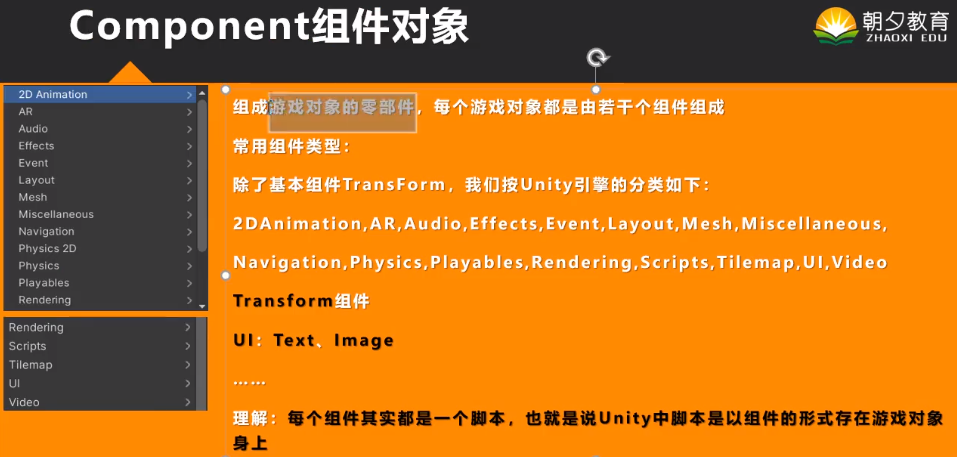 Component组件对象
朝夕教育
ZHAOXI EDU
2D Animation
AR
Audio
Effects
Event
Layout
Mesh
Miscellaneous
Navigation
Physics 2D
Physics
Playables
Rendering
Rendering
Scripts
Tilemap
UI
Video
组成游戏对象的零部件，每个游戏对象都是由若干个组件组成
常用组件类型：
除了基本组件TransForm，我们按Unity引擎的分类如下：
2DAnimation,AR,Audio,Effects,Event,Layout,Mesh,Miscellaneous,
Navigation,Physics,Playables,Rendering,Scripts,Tilemap,UI,Video
Transform组件
UI：Text、Image
……
理解：每个组件其实都是一个脚本，也就是说Unity中脚本是以组件的形式存在游戏对象
身上